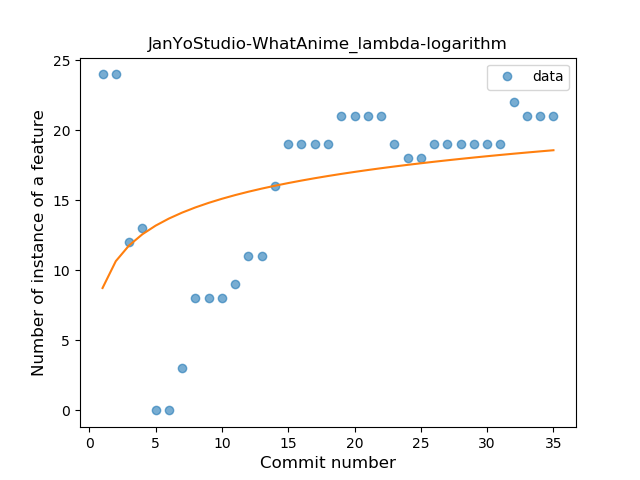 JanYoStudio-WhatAnime_lambda-logarithm
data
Number of instance of a feature
25
20
15
10
5
0
0 5 10 15 20 25 30 35
Commit number